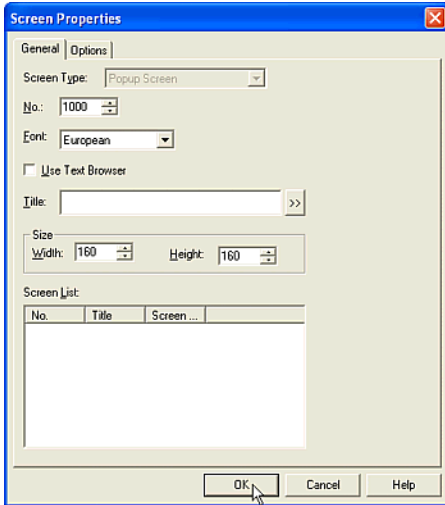 Screen Properties
General Options
Screen Type: Popup Screen
No.: 1000
Font: European
Use Text Browser
Title: >>
Size
Width: 160 Height: 160
Screen List:
No. Title Screen ...
OK Cancel Help